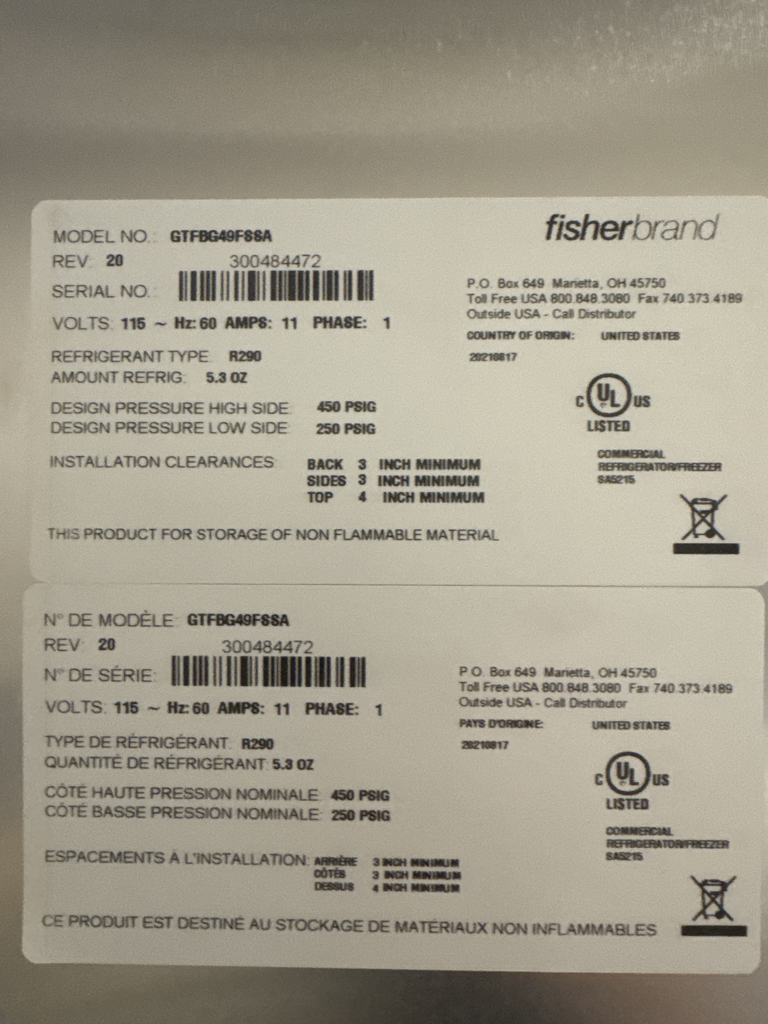 fisherbrand
MODEL NO.: GTFBG49FSSA
REV: 20
300484472
SERIAL NO.:
VOLTS: 115 ~ Hz: 60 AMPS: 11 PHASE: 1
REFRIGERANT TYPE: R290
AMOUNT REFRIG: 5.3 OZ
DESIGN PRESSURE HIGH SIDE: 450 PSIG
DESIGN PRESSURE LOW SIDE: 250 PSIG
INSTALLATION CLEARANCES: BACK 3 INCH MINIMUM
SIDES 3 INCH MINIMUM
TOP 4 INCH MINIMUM
THIS PRODUCT FOR STORAGE OF NON FLAMMABLE MATERIAL
P.O. Box 649 Marietta, OH 45750
Toll Free USA 800.848.3080 Fax 740.373.4189
Outside USA - Call Distributor
COUNTRY OF ORIGIN: UNITED STATES
20210817
C UL US
LISTED
COMMERCIAL
REFRIGERATOR/FREEZER
SA5215
N° DE MODÈLE: GTFBG49FSSA
REV: 20
300484472
N° DE SÉRIE:
VOLTS: 115 ~ Hz: 60 AMPS: 11 PHASE: 1
TYPE DE RÉFRIGÉRANT: R290
QUANTITÉ DE RÉFRIGÉRANT: 5.3 OZ
CÔTÉ HAUTE PRESSION NOMINALE: 450 PSIG
CÔTÉ BASSE PRESSION NOMINALE: 250 PSIG
ESPACEMENTS À L'INSTALLATION: ARRIÈRE 3 INCH MINIMUM
CÔTÉS 3 INCH MINIMUM
DESSUS 4 INCH MINIMUM
CE PRODUIT EST DESTINÉ AU STOCKAGE DE MATÉRIAUX NON INFLAMMABLES
P.O. Box 649 Marietta, OH 45750
Toll Free USA 800.848.3080 Fax 740.373.4189
Outside USA - Call Distributor
PAYS D'ORIGINE: UNITED STATES
20210817
C UL US
LISTED
COMMERCIAL
REFRIGERATOR/FREEZER
SA5215